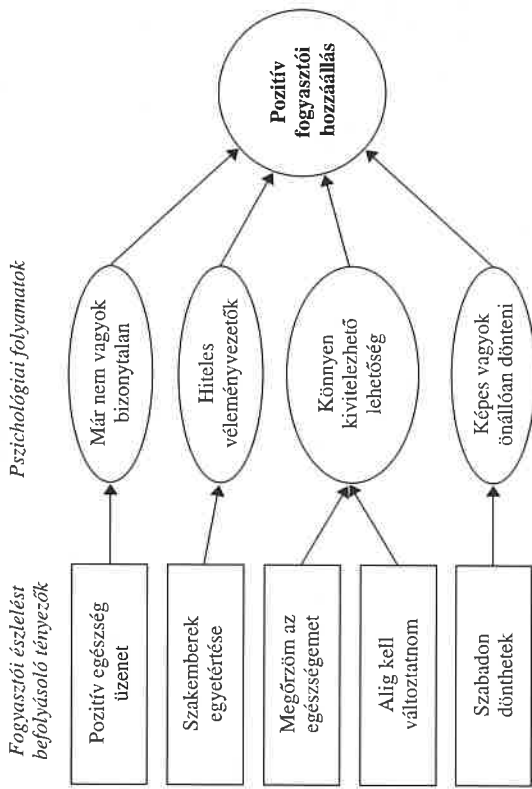 Fogyasztói észlelést
befolyásoló tényezők
Pszichológiai folyamatok
Pozitív egészség
üzenet
Szakemberek
egyetértése
Megőrzöm az
egészségemet
Alig kell
változtatnom
Szabadon
dönthetek
Már nem vagyok
bizonytalan
Hiteles
véleményvezetők
Könnyen
kivitelezhető
lehetőség
Képes vagyok
önállóan dönteni
Pozitív
fogyasztói
hozzáállás